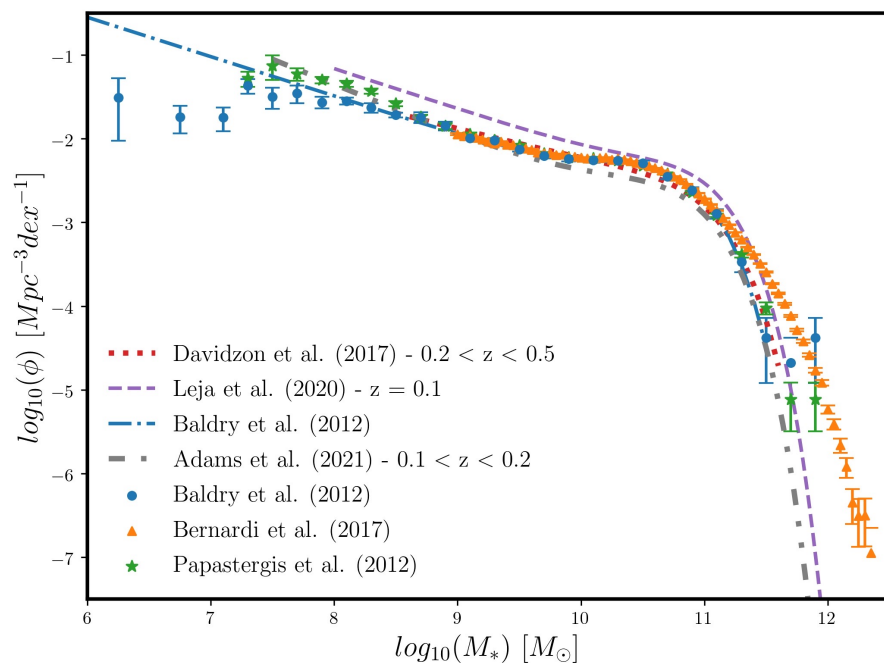 −1
−2
−3
−4
−5
−6
−7
log₁₀(ϕ) [Mpc⁻³dex⁻¹]
Davidzon et al. (2017) - 0.2 < z < 0.5
Leja et al. (2020) - z = 0.1
Baldry et al. (2012)
Adams et al. (2021) - 0.1 < z < 0.2
Baldry et al. (2012)
Bernardi et al. (2017)
Papastergis et al. (2012)
6 7 8 9 10 11 12
log₁₀(M∗) [M⊙]